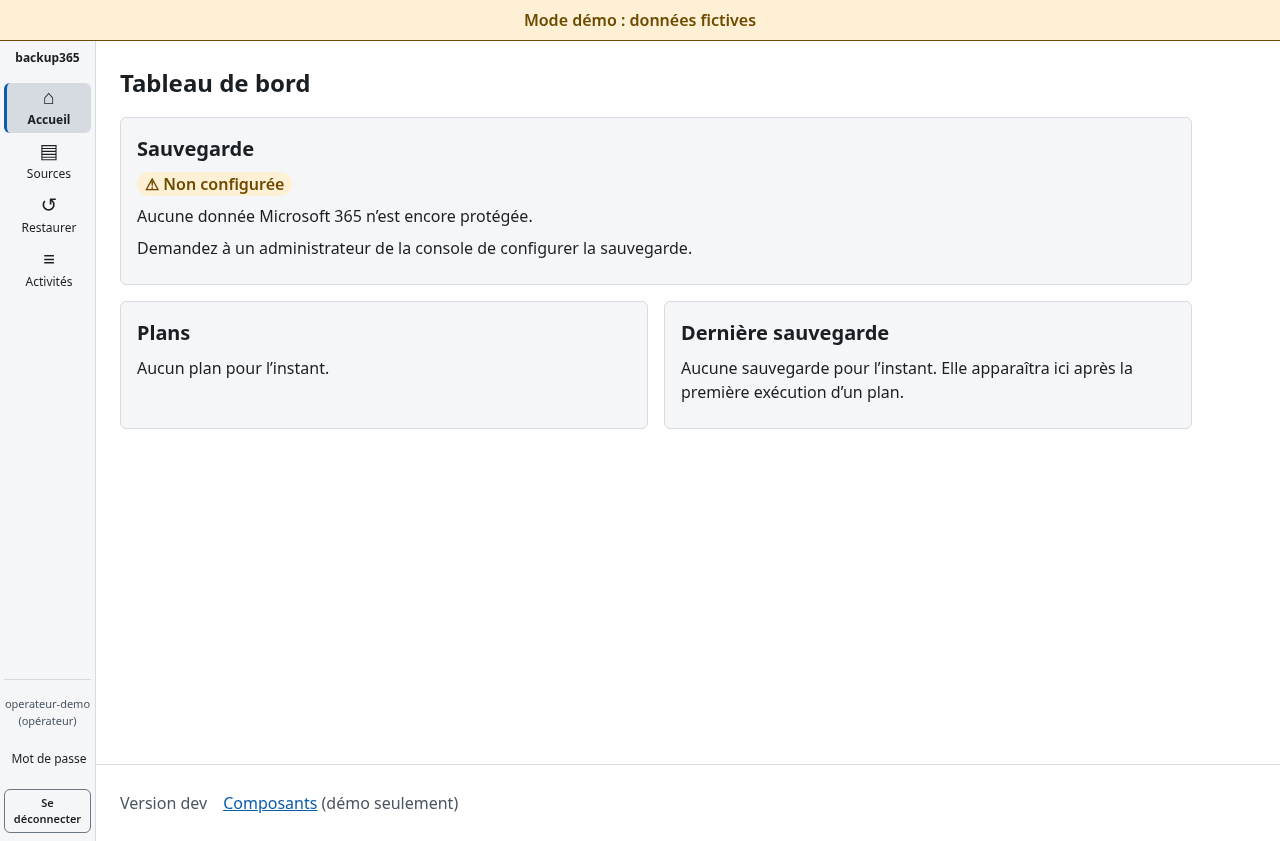 Mode démo : données fictives
backup365
Accueil
Sources
Restaurer
Activités
operateur-demo
(opérateur)
Mot de passe
Se
déconnecter
Tableau de bord
Sauvegarde
⚠ Non configurée
Aucune donnée Microsoft 365 n’est encore protégée.
Demandez à un administrateur de la console de configurer la sauvegarde.
Plans
Aucun plan pour l’instant.
Dernière sauvegarde
Aucune sauvegarde pour l’instant. Elle apparaîtra ici après la
première exécution d’un plan.
Version dev Composants (démo seulement)